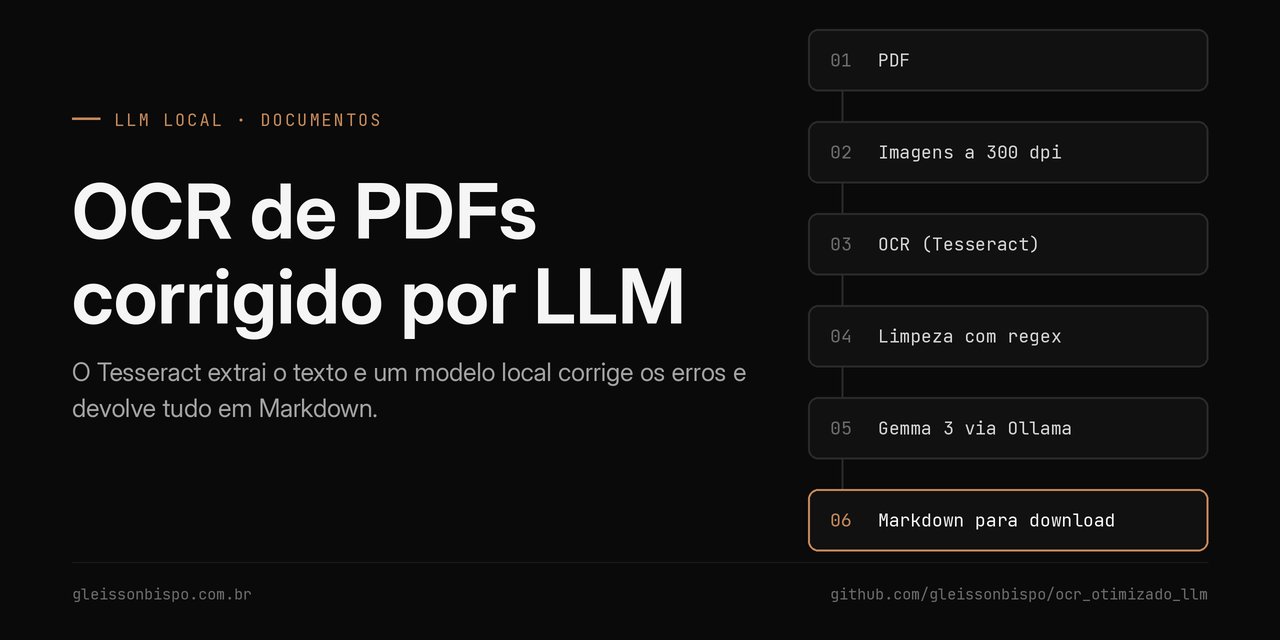 LLM LOCAL · DOCUMENTOS
OCR de PDFs
corrigido por LLM
O Tesseract extrai o texto e um modelo local corrige os erros e
devolve tudo em Markdown.
01 PDF
02 Imagens a 300 dpi
03 OCR (Tesseract)
04 Limpeza com regex
05 Gemma 3 via Ollama
06 Markdown para download
gleissonbispo.com.br
github.com/gleissonbispo/ocr_otimizado_llm